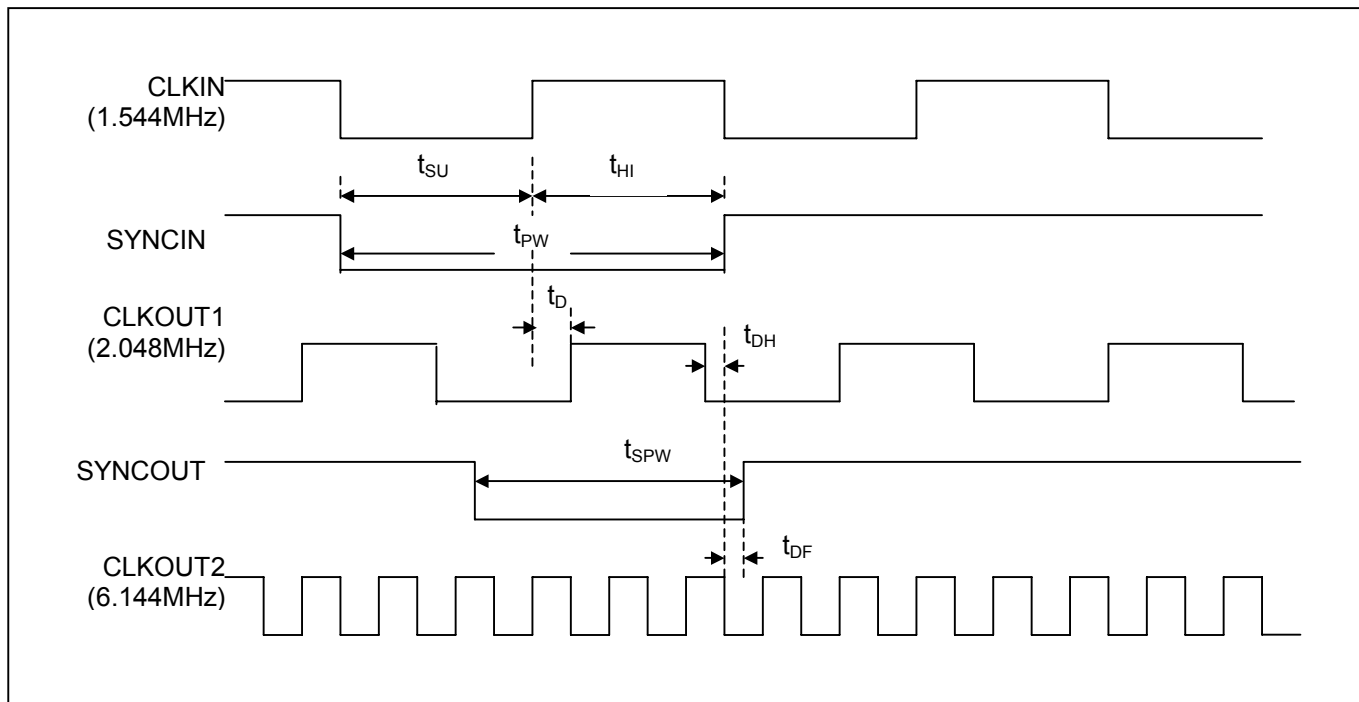 CLKIN
(1.544MHz)
tSU
tHI
SYNCIN
tPW
tD
CLKOUT1
(2.048MHz)
tDH
SYNCOUT
tSPW
tDF
CLKOUT2
(6.144MHz)